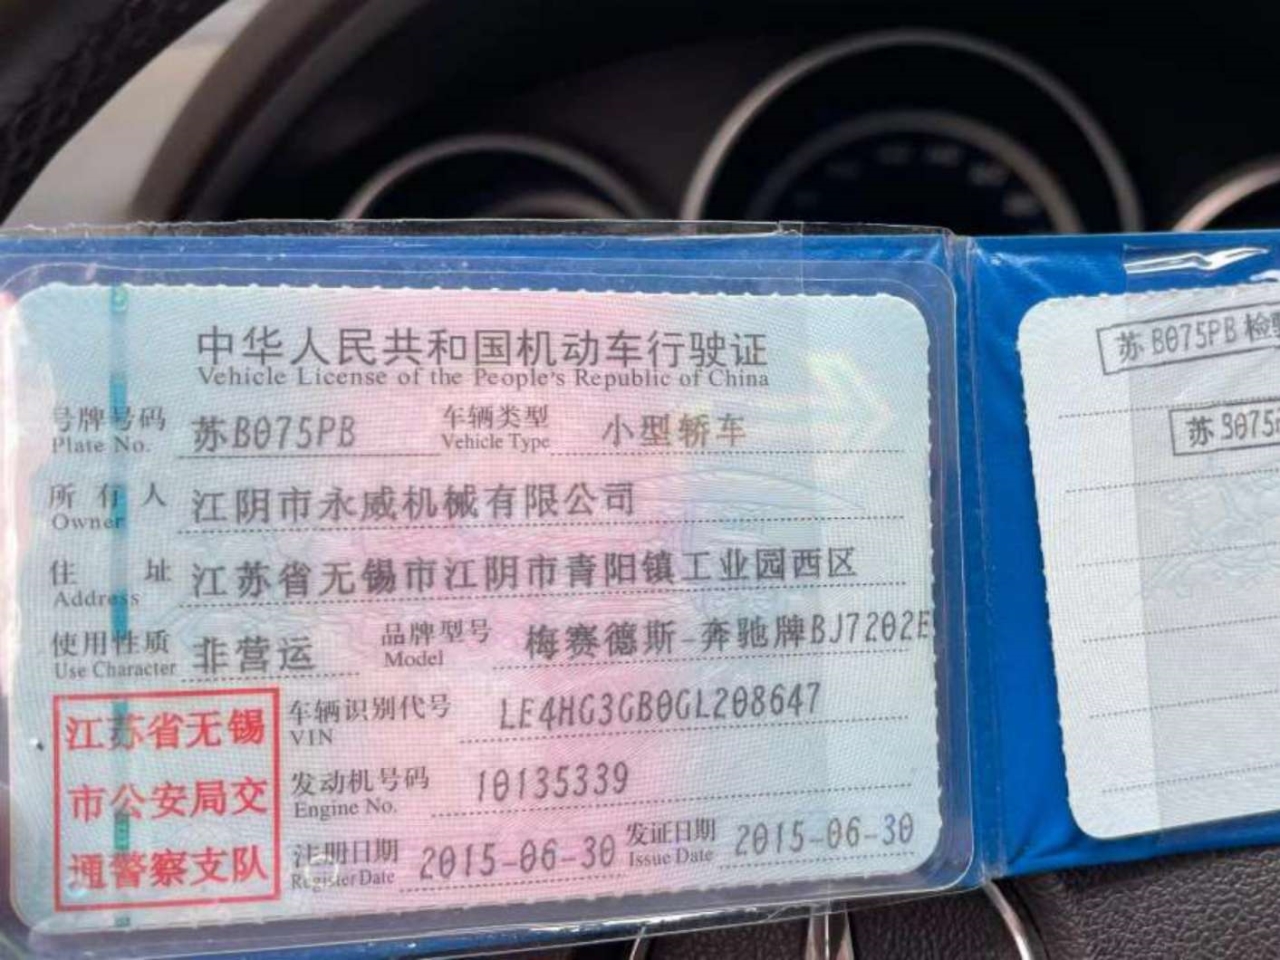 中华人民共和国机动车行驶证
Vehicle License of the People's Republic of China
号牌号码 苏B075PB 车辆类型 小型轿车
Plate No. Vehicle Type
所有人 江阴市永威机械有限公司
Owner
住址 江苏省无锡市江阴市青阳镇工业园西区
Address
使用性质 非营运 品牌型号 梅赛德斯-奔驰牌BJ7202E
Use Character Model
江苏省无锡
市公安局交
通警察支队
车辆识别代号 LE4HG3GB0GL208647
VIN
发动机号码 10135339
Engine No.
注册日期 2015-06-30 发证日期 2015-06-30
Register Date Issue Date
苏B075PB 检
苏B075